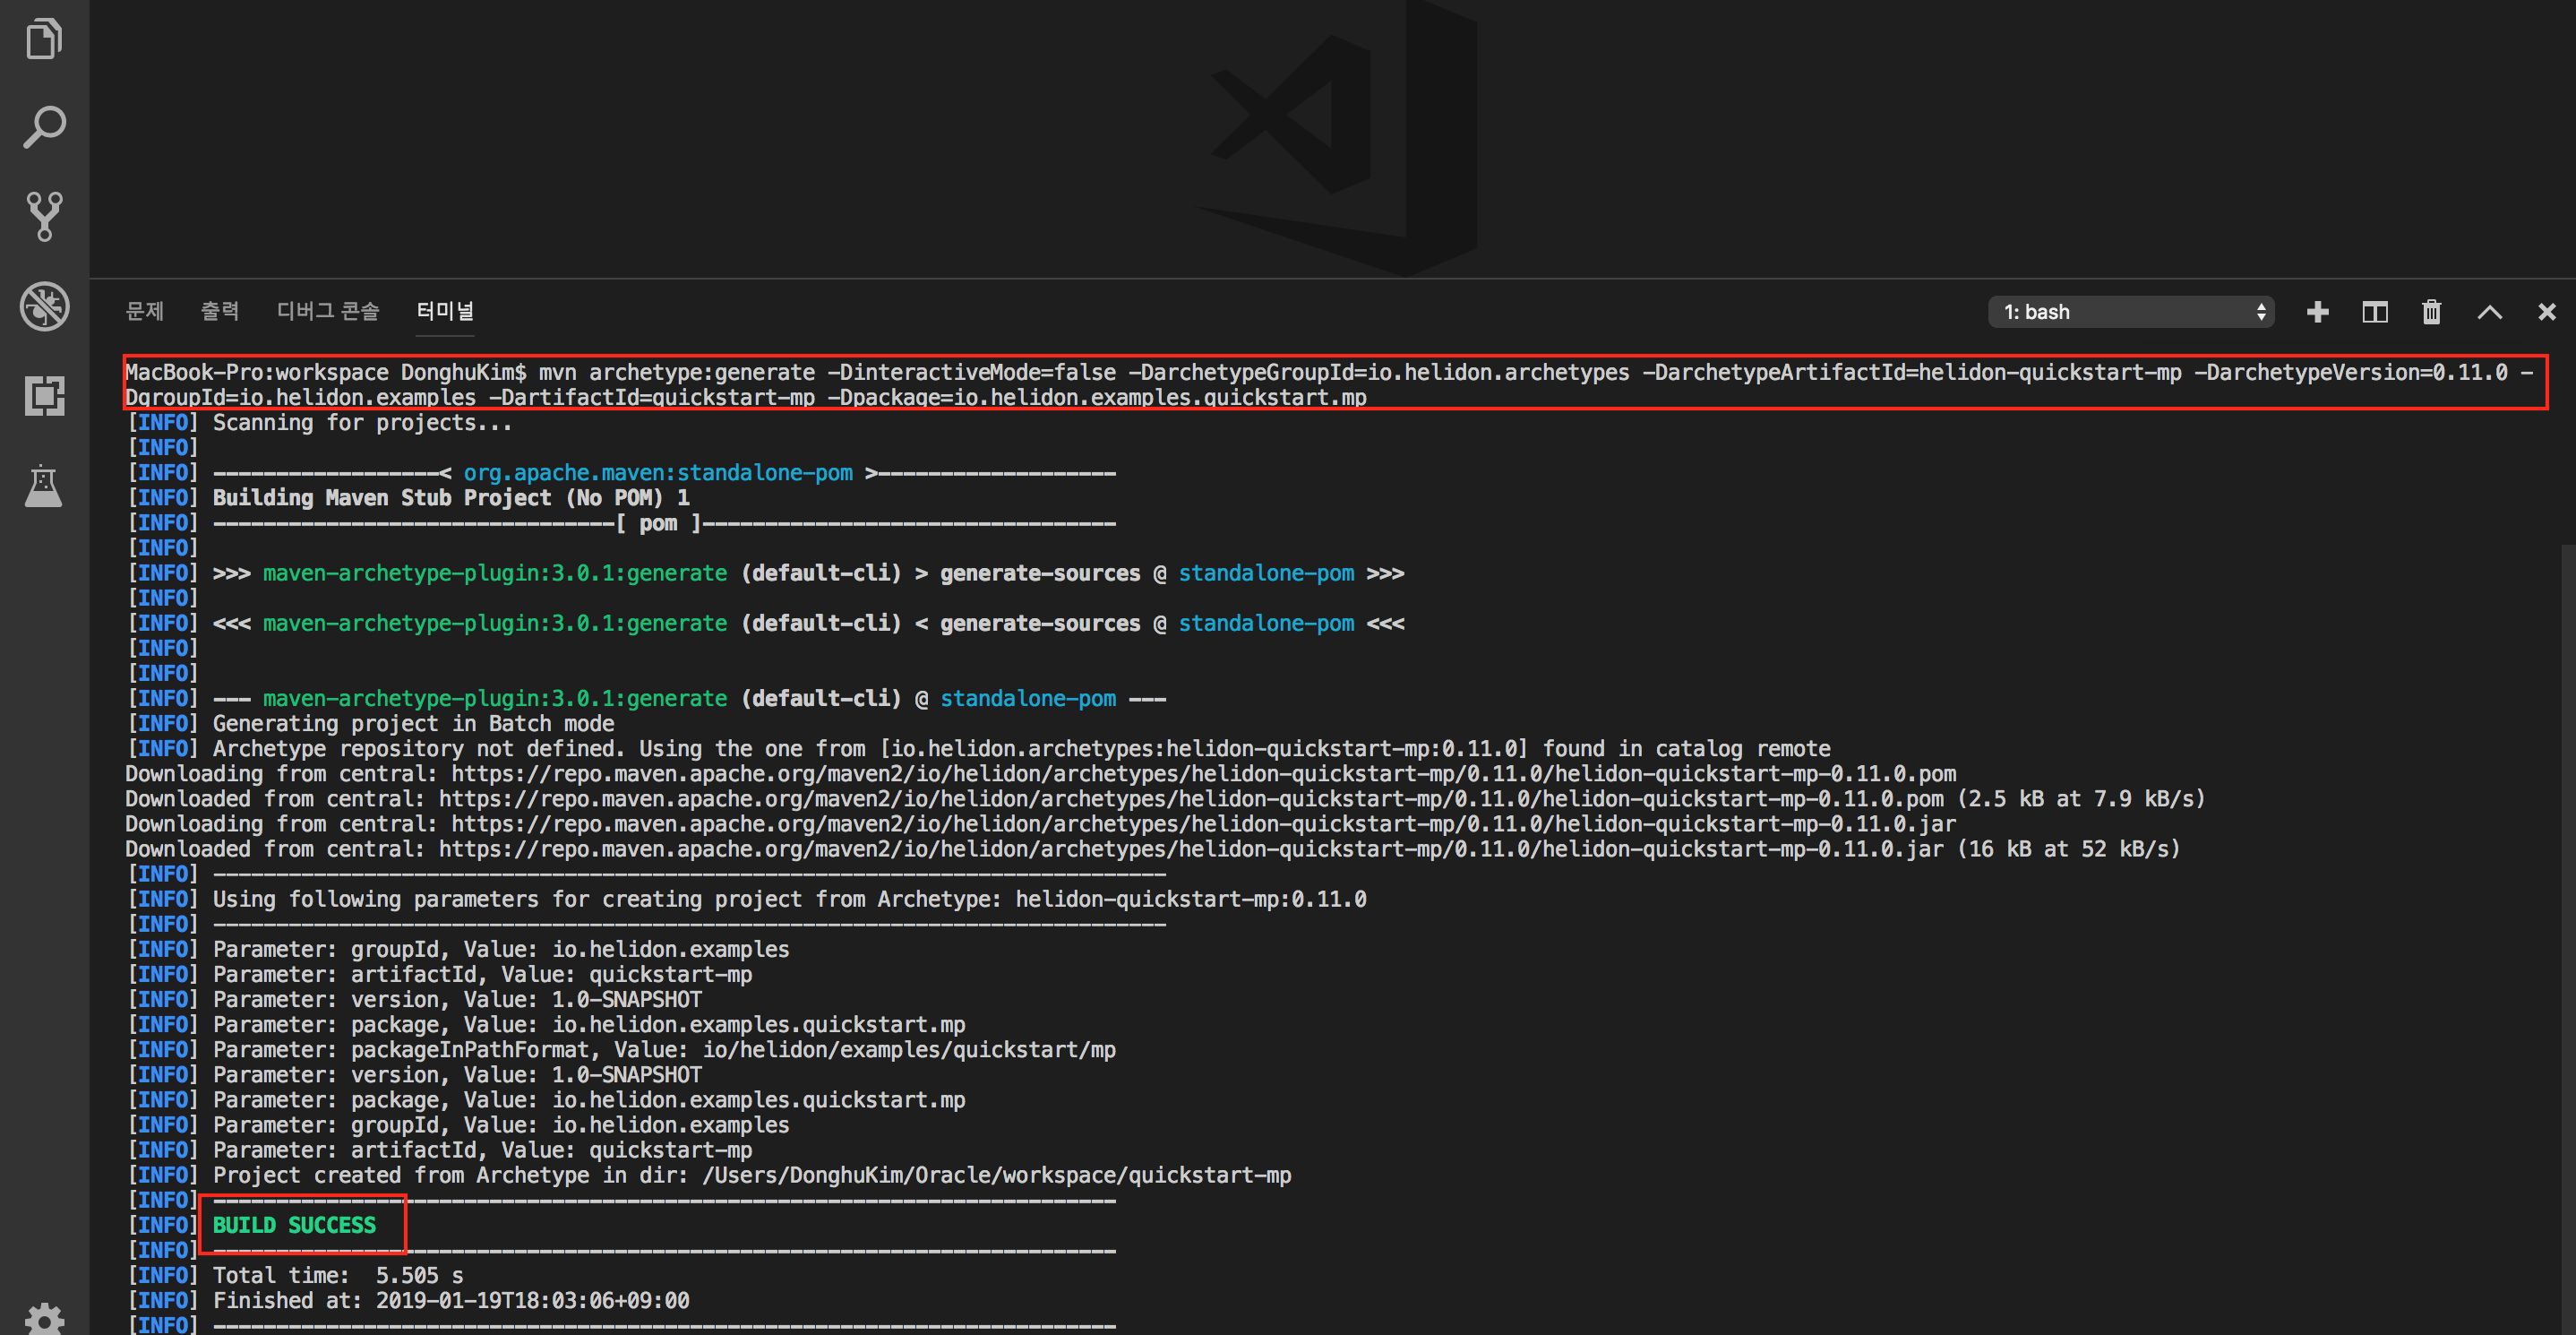 문제 출력 디버그 콘솔 터미널 1: bash
MacBook-Pro:workspace DonghuKim$ mvn archetype:generate -DinteractiveMode=false -DarchetypeGroupId=io.helidon.archetypes -DarchetypeArtifactId=helidon-quickstart-mp -DarchetypeVersion=0.11.0 -
DgroupId=io.helidon.examples -DartifactId=quickstart-mp -Dpackage=io.helidon.examples.quickstart.mp
[INFO] Scanning for projects...
[INFO]
[INFO] ------------------< org.apache.maven:standalone-pom >-------------------
[INFO] Building Maven Stub Project (No POM) 1
[INFO] --------------------------------[ pom ]---------------------------------
[INFO]
[INFO] >>> maven-archetype-plugin:3.0.1:generate (default-cli) > generate-sources @ standalone-pom >>>
[INFO]
[INFO] <<< maven-archetype-plugin:3.0.1:generate (default-cli) < generate-sources @ standalone-pom <<<
[INFO]
[INFO]
[INFO] --- maven-archetype-plugin:3.0.1:generate (default-cli) @ standalone-pom ---
[INFO] Generating project in Batch mode
[INFO] Archetype repository not defined. Using the one from [io.helidon.archetypes:helidon-quickstart-mp:0.11.0] found in catalog remote
Downloading from central: https://repo.maven.apache.org/maven2/io/helidon/archetypes/helidon-quickstart-mp/0.11.0/helidon-quickstart-mp-0.11.0.pom
Downloaded from central: https://repo.maven.apache.org/maven2/io/helidon/archetypes/helidon-quickstart-mp/0.11.0/helidon-quickstart-mp-0.11.0.pom (2.5 kB at 7.9 kB/s)
Downloading from central: https://repo.maven.apache.org/maven2/io/helidon/archetypes/helidon-quickstart-mp/0.11.0/helidon-quickstart-mp-0.11.0.jar
Downloaded from central: https://repo.maven.apache.org/maven2/io/helidon/archetypes/helidon-quickstart-mp/0.11.0/helidon-quickstart-mp-0.11.0.jar (16 kB at 52 kB/s)
[INFO] ----------------------------------------------------------------------------
[INFO] Using following parameters for creating project from Archetype: helidon-quickstart-mp:0.11.0
[INFO] ----------------------------------------------------------------------------
[INFO] Parameter: groupId, Value: io.helidon.examples
[INFO] Parameter: artifactId, Value: quickstart-mp
[INFO] Parameter: version, Value: 1.0-SNAPSHOT
[INFO] Parameter: package, Value: io.helidon.examples.quickstart.mp
[INFO] Parameter: packageInPathFormat, Value: io/helidon/examples/quickstart/mp
[INFO] Parameter: version, Value: 1.0-SNAPSHOT
[INFO] Parameter: package, Value: io.helidon.examples.quickstart.mp
[INFO] Parameter: groupId, Value: io.helidon.examples
[INFO] Parameter: artifactId, Value: quickstart-mp
[INFO] Project created from Archetype in dir: /Users/DonghuKim/Oracle/workspace/quickstart-mp
[INFO] ------------------------------------------------------------------------
[INFO] BUILD SUCCESS
[INFO] ------------------------------------------------------------------------
[INFO] Total time:  5.505 s
[INFO] Finished at: 2019-01-19T18:03:06+09:00
[INFO] ------------------------------------------------------------------------